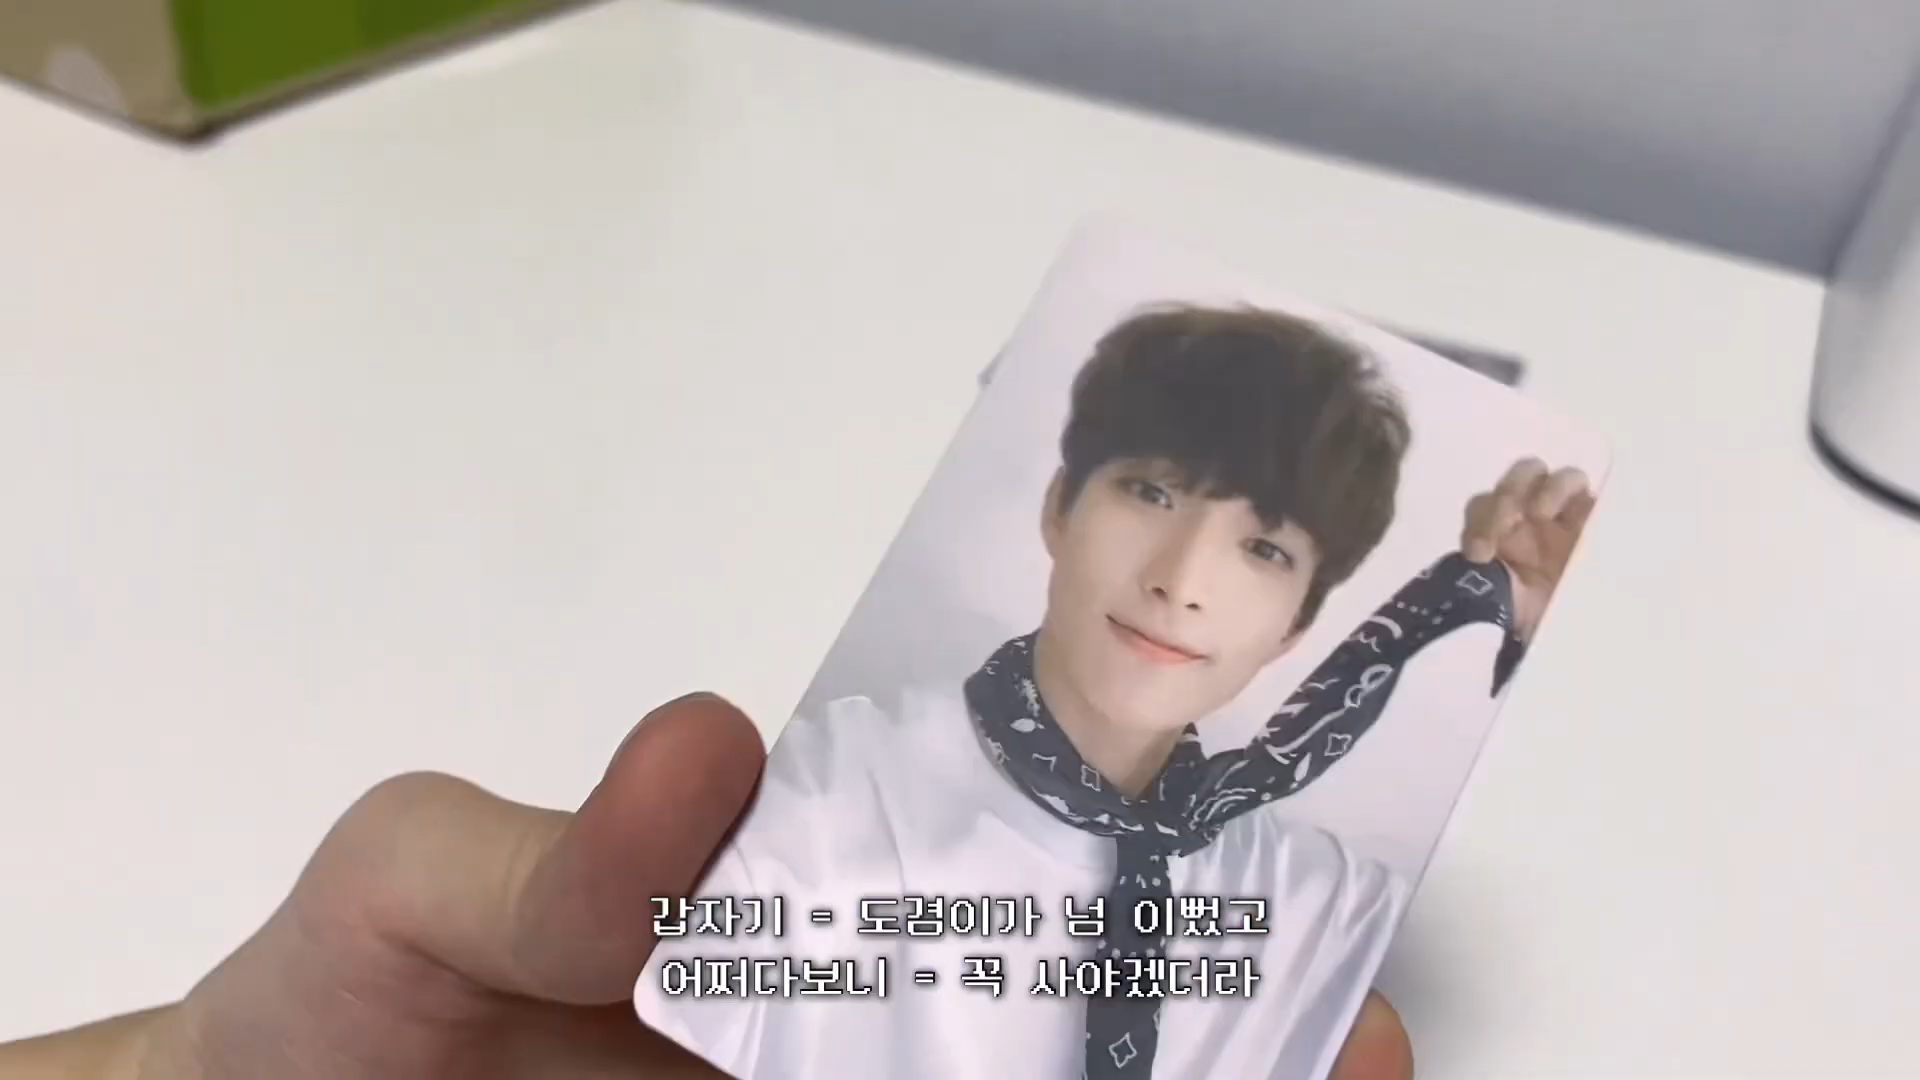 갑자기 = 도겸이가 넘 이뻤고
어쩌다보니 = 꼭 사야겠더라